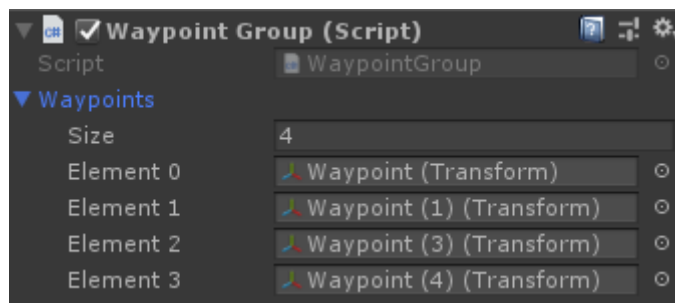 Waypoint Group (Script)
Script WaypointGroup
Waypoints
Size 4
Element 0 Waypoint (Transform)
Element 1 Waypoint (1) (Transform)
Element 2 Waypoint (3) (Transform)
Element 3 Waypoint (4) (Transform)